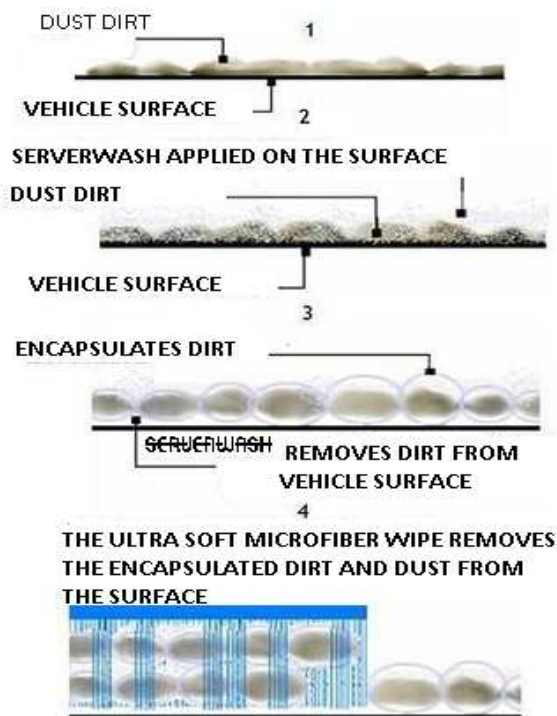 DUST DIRT
1
VEHICLE SURFACE
2
SERVERWASH APPLIED ON THE SURFACE
DUST DIRT
VEHICLE SURFACE
3
ENCAPSULATES DIRT
SERVERWASH REMOVES DIRT FROM
VEHICLE SURFACE
4
THE ULTRA SOFT MICROFIBER WIPE REMOVES
THE ENCAPSULATED DIRT AND DUST FROM
THE SURFACE